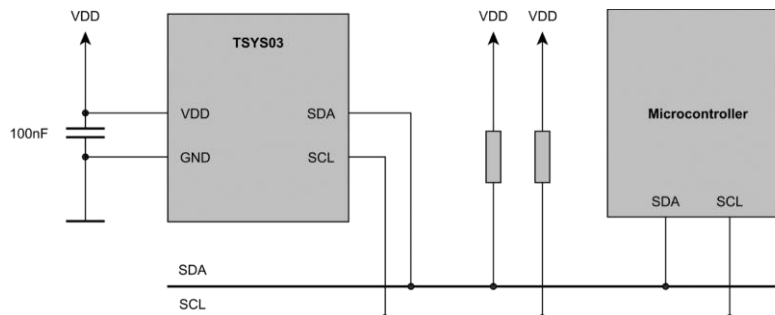 VDD
TSYS03
VDD
SDA
100nF
GND
SCL
VDD
VDD
Microcontroller
SDA
SCL
SDA
SCL